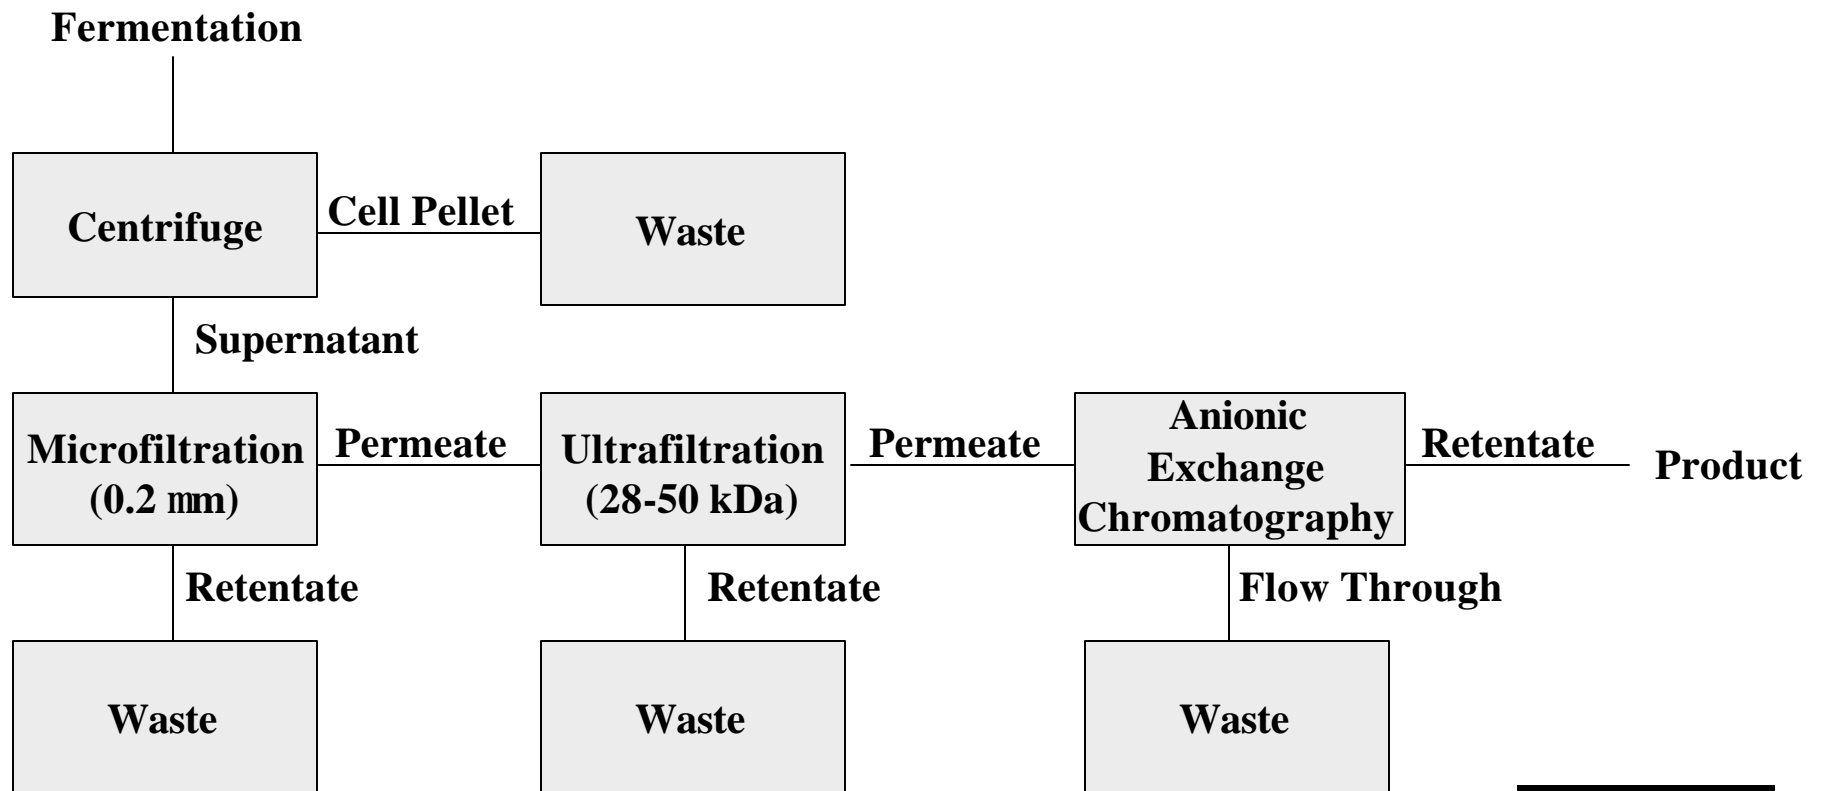 Fermentation
Centrifuge
Cell Pellet
Waste
Supernatant
Microfiltration
(0.2 mm)
Permeate
Ultrafiltration
(28-50 kDa)
Permeate
Anionic
Exchange
Chromatography
Retentate
Product
Retentate
Retentate
Flow Through
Waste
Waste
Waste